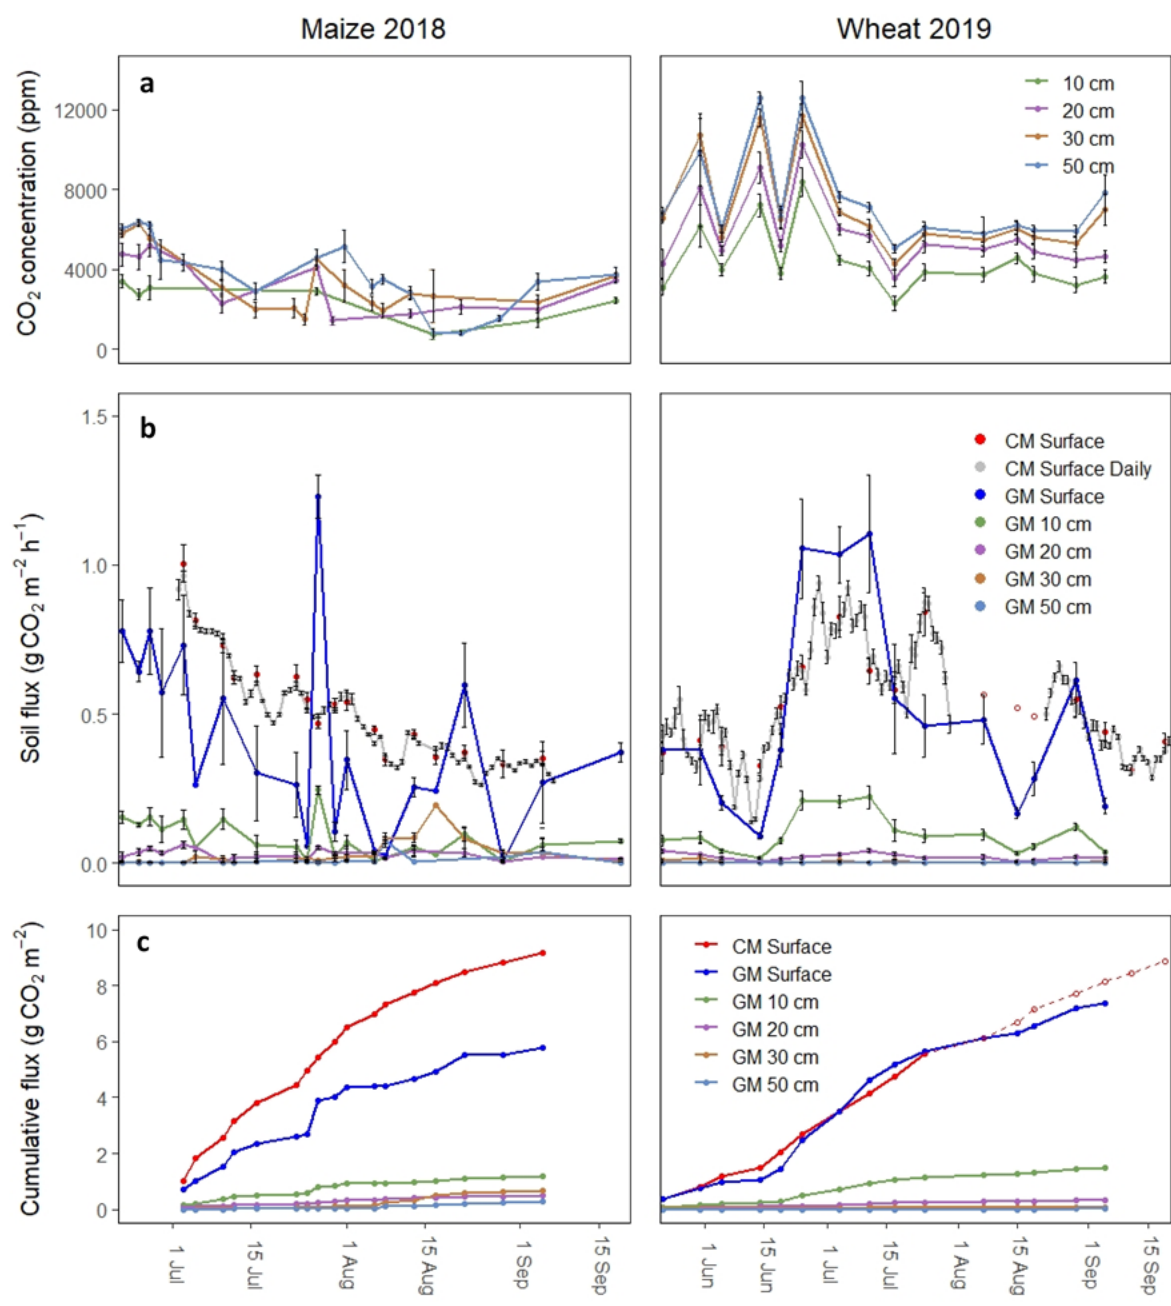 Maize 2018
Wheat 2019
a
CO₂ concentration (ppm)
12000
8000
4000
0
10 cm
20 cm
30 cm
50 cm
b
Soil flux (g CO₂ m⁻² h⁻¹)
1.5
1.0
0.5
0.0
CM Surface
CM Surface Daily
GM Surface
GM 10 cm
GM 20 cm
GM 30 cm
GM 50 cm
c
Cumulative flux (g CO₂ m⁻²)
10
8
6
4
2
0
CM Surface
GM Surface
GM 10 cm
GM 20 cm
GM 30 cm
GM 50 cm
1 Jul
15 Jul
1 Aug
15 Aug
1 Sep
15 Sep
1 Jun
15 Jun
1 Jul
15 Jul
1 Aug
15 Aug
1 Sep
15 Sep